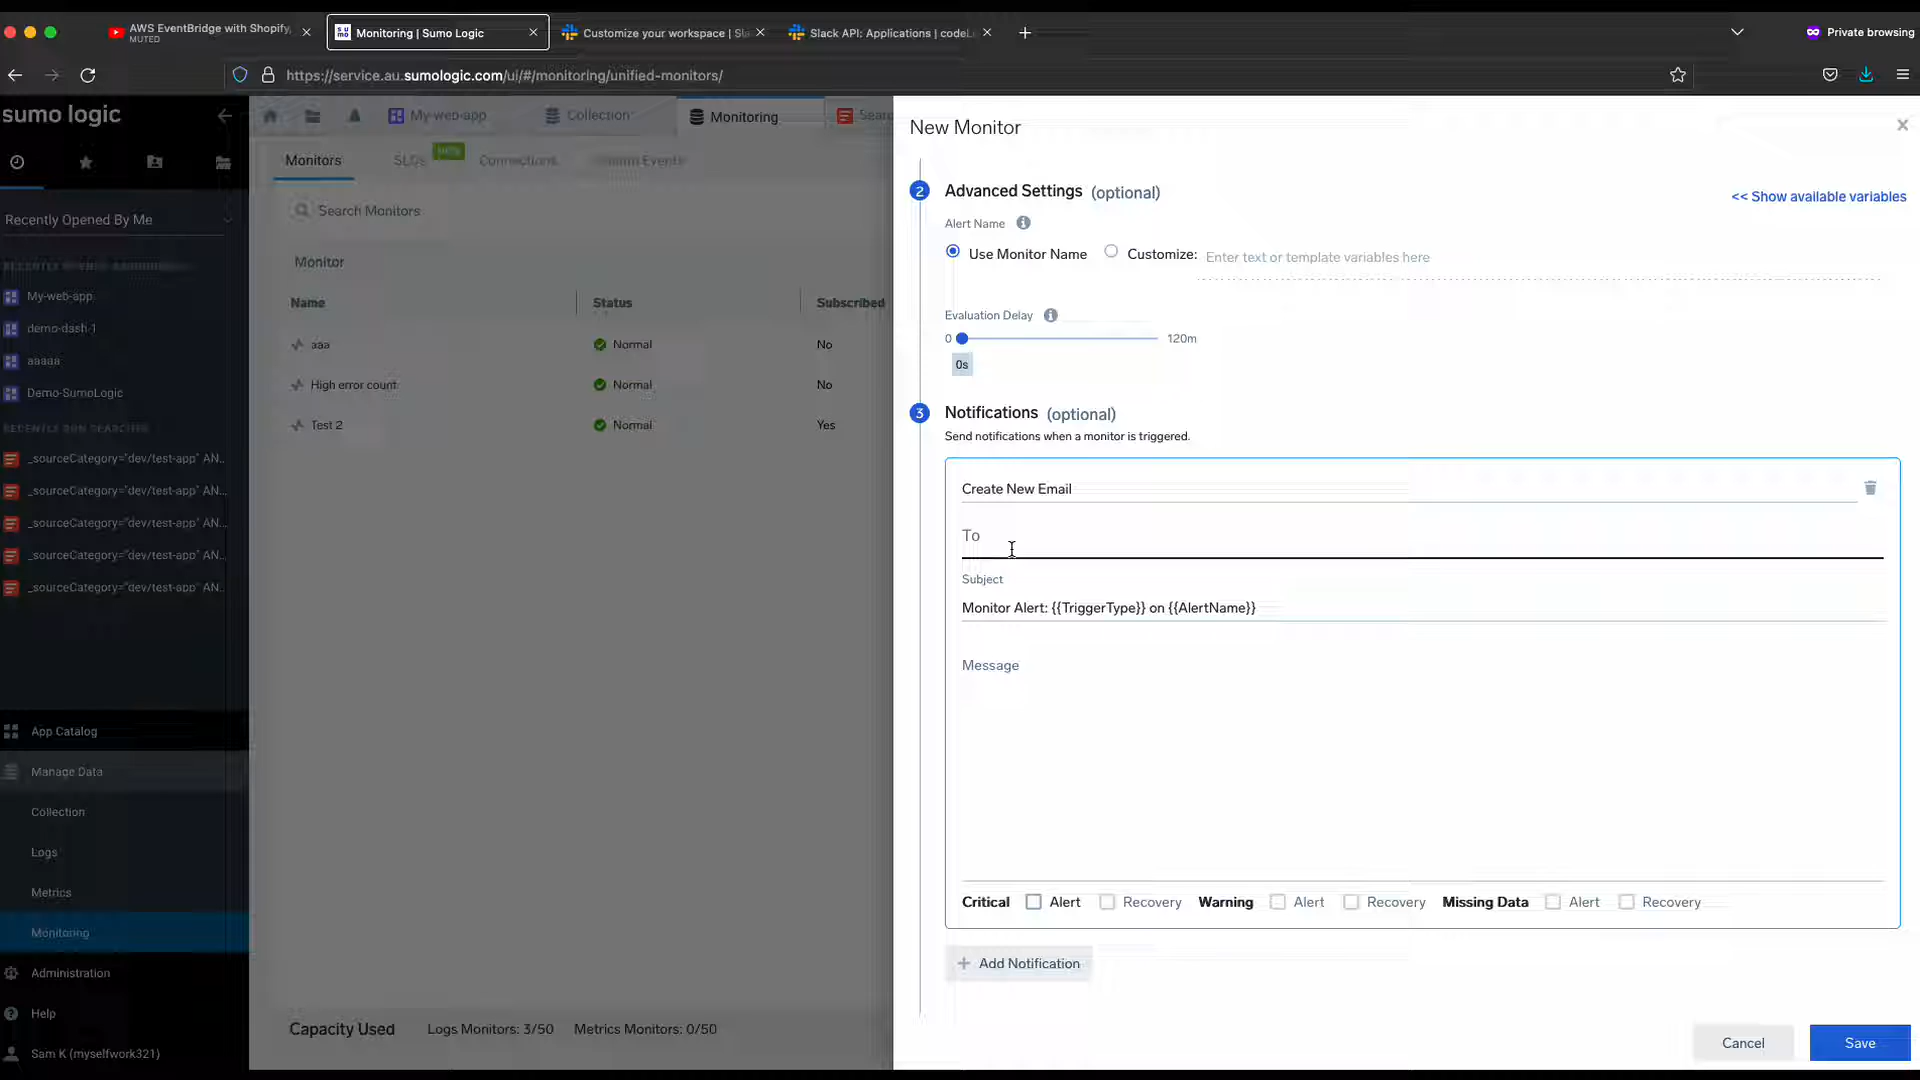 AWS EventBridge with Shopify,
MUTED
Monitoring | Sumo Logic
Customize your workspace | Sl
Slack API: Applications | codeL
Private browsing
https://service.au.sumologic.com/ui/#/monitoring/unified-monitors/
sumo logic
My-web-app
Collection
Monitoring
Sear
New Monitor
Monitors
SLOs
BETA
Connections
Events
Search Monitors
Recently Opened By Me
Monitor
Name
Status
Subscribed
aaa
Normal
No
High error count
Normal
No
Test 2
Normal
Yes
My-web-app
demo-dash-1
aaaaa
Demo-SumoLogic
RECENTLY RUN SEARCHES
_sourceCategory="dev/test-app" AN...
_sourceCategory="dev/test-app" AN...
_sourceCategory="dev/test-app" AN...
_sourceCategory="dev/test-app" AN...
_sourceCategory="dev/test-app" AN...
App Catalog
Manage Data
Collection
Logs
Metrics
Monitoring
Administration
Help
Sam K (myselfwork321)
Capacity Used
Logs Monitors: 3/50
Metrics Monitors: 0/50
2
Advanced Settings (optional)
<< Show available variables
Alert Name
Use Monitor Name
Customize:
Enter text or template variables here
Evaluation Delay
0
120m
0s
3
Notifications (optional)
Send notifications when a monitor is triggered.
Create New Email
To
Subject
Monitor Alert: {{TriggerType}} on {{AlertName}}
Message
Critical Alert Recovery Warning Alert Recovery Missing Data Alert Recovery
+ Add Notification
Cancel
Save